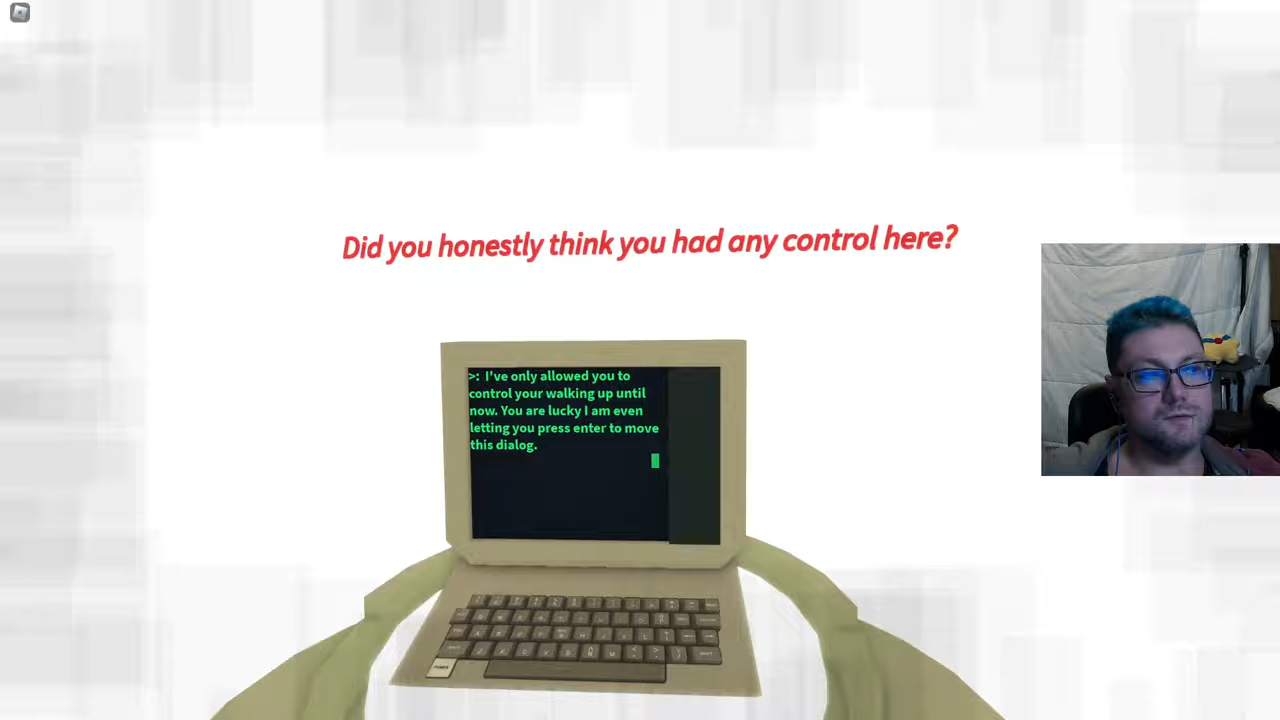 Did you honestly think you had any control here?
>: I've only allowed you to
control your walking up until
now. You are lucky I am even
letting you press enter to move
this dialog.